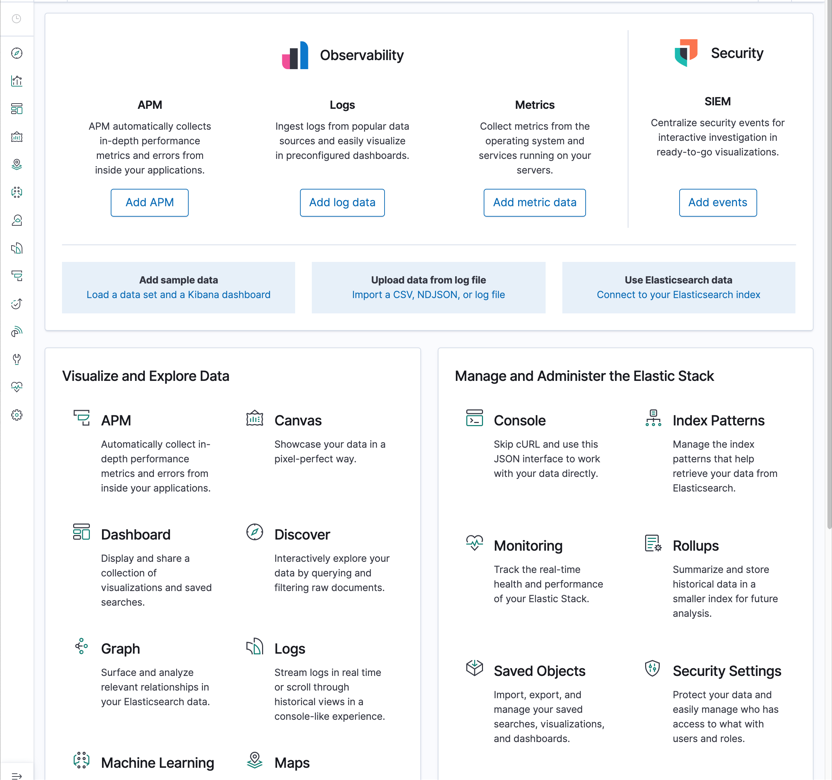 Observability
Security
APM
APM automatically collects
in-depth performance
metrics and errors from
inside your applications.
Add APM
Logs
Ingest logs from popular data
sources and easily visualize
in preconfigured dashboards.
Add log data
Metrics
Collect metrics from the
operating system and
services running on your
servers.
Add metric data
SIEM
Centralize security events for
interactive investigation in
ready-to-go visualizations.
Add events
Add sample data
Load a data set and a Kibana dashboard
Upload data from log file
Import a CSV, NDJSON, or log file
Use Elasticsearch data
Connect to your Elasticsearch index
Visualize and Explore Data
APM
Automatically collect in-
depth performance
metrics and errors from
inside your applications.
Canvas
Showcase your data in a
pixel-perfect way.
Dashboard
Display and share a
collection of
visualizations and saved
searches.
Discover
Interactively explore your
data by querying and
filtering raw documents.
Graph
Surface and analyze
relevant relationships in
your Elasticsearch data.
Logs
Stream logs in real time
or scroll through
historical views in a
console-like experience.
Machine Learning
Maps
Manage and Administer the Elastic Stack
Console
Skip cURL and use this
JSON interface to work
with your data directly.
Index Patterns
Manage the index
patterns that help
retrieve your data from
Elasticsearch.
Monitoring
Track the real-time
health and performance
of your Elastic Stack.
Rollups
Summarize and store
historical data in a
smaller index for future
analysis.
Saved Objects
Import, export, and
manage your saved
searches, visualizations,
and dashboards.
Security Settings
Protect your data and
easily manage who has
access to what with
users and roles.